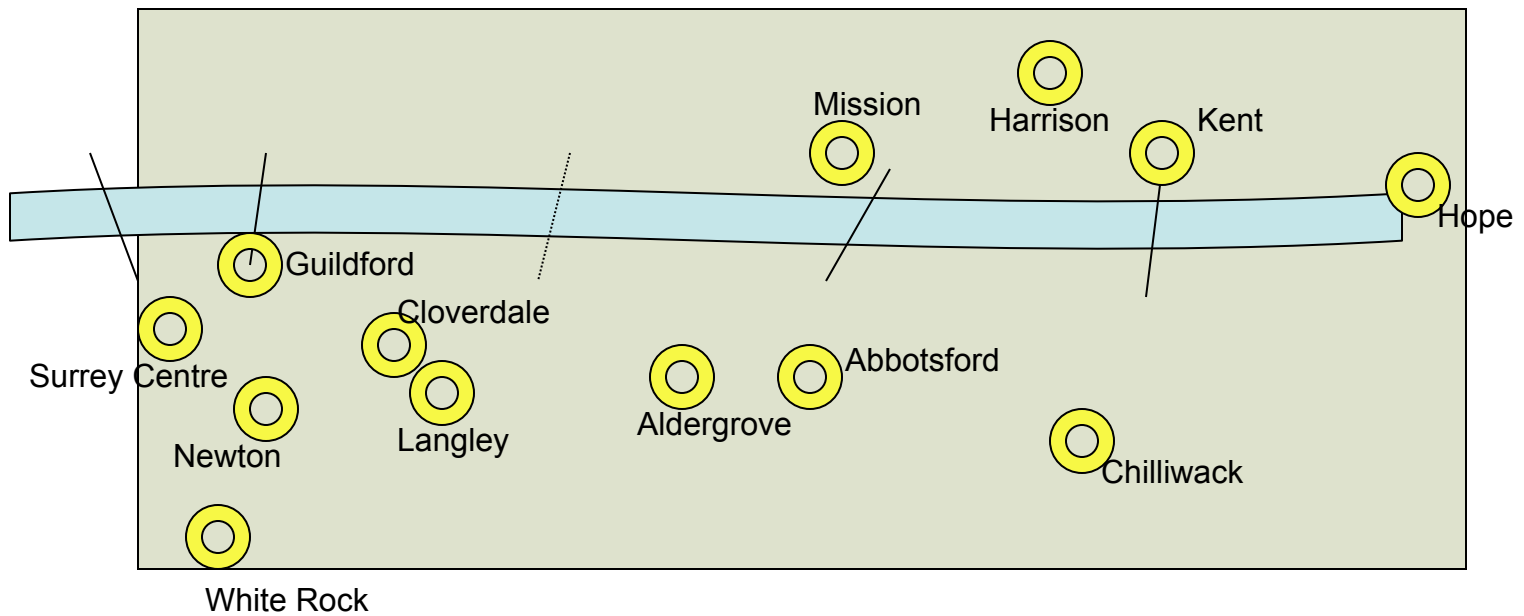 Mission
Harrison
Kent
Hope
Guildford
Cloverdale
Surrey Centre
Abbotsford
Aldergrove
Langley
Newton
Chilliwack
White Rock